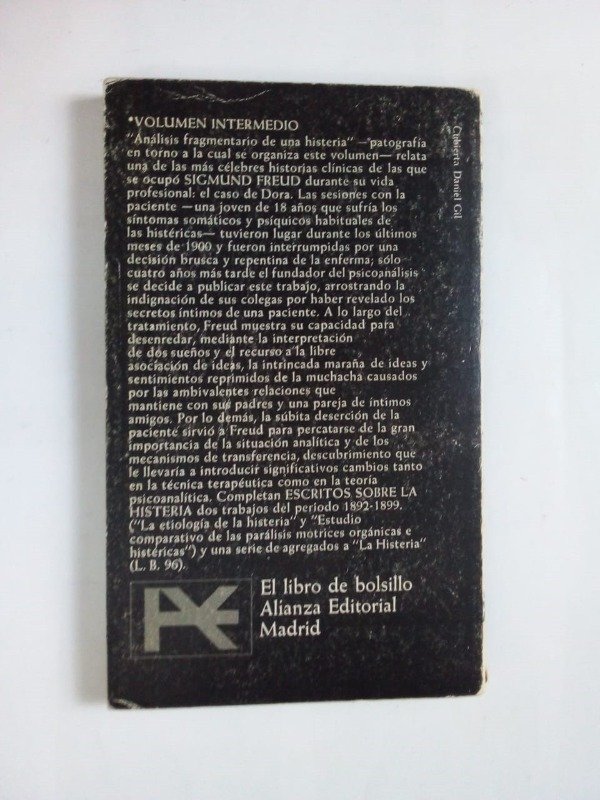 *VOLUMEN INTERMEDIO
"Análisis fragmentario de una histeria" —patografía
en torno a la cual se organiza este volumen— relata
una de las más célebres historias clínicas de las que
se ocupó SIGMUND FREUD durante su vida
profesional: el caso de Dora. Las sesiones con la
paciente —una joven de 18 años que sufría los
síntomas somáticos y psíquicos habituales de
las histéricas— tuvieron lugar durante los últimos
meses de 1900 y fueron interrumpidas por una
decisión brusca y repentina de la enferma; sólo
cuatro años más tarde el fundador del psicoanálisis
se decide a publicar este trabajo, arrostrando la
indignación de sus colegas por haber revelado los
secretos íntimos de una paciente. A lo largo del
tratamiento, Freud muestra su capacidad para
desenredar, mediante la interpretación
de dos sueños y el recurso a la libre
asociación de ideas, la intrincada maraña de ideas y
sentimientos reprimidos de la muchacha causados
por las ambivalentes relaciones que
mantiene con sus padres y una pareja de íntimos
amigos. Por lo demás, la súbita deserción de la
paciente sirvió a Freud para percatarse de la gran
importancia de la situación analítica y de los
mecanismos de transferencia, descubrimiento que
le llevaría a introducir significativos cambios tanto
en la técnica terapéutica como en la teoría
psicoanalítica. Completan ESCRITOS SOBRE LA
HISTERIA dos trabajos del período 1892-1899.
("La etiología de la histeria" y "Estudio
comparativo de las parálisis motrices orgánicas e
histéricas") y una serie de agregados a "La Histeria"
(L. B. 96).
El libro de bolsillo
Alianza Editorial
Madrid
Cubierta Daniel Gil